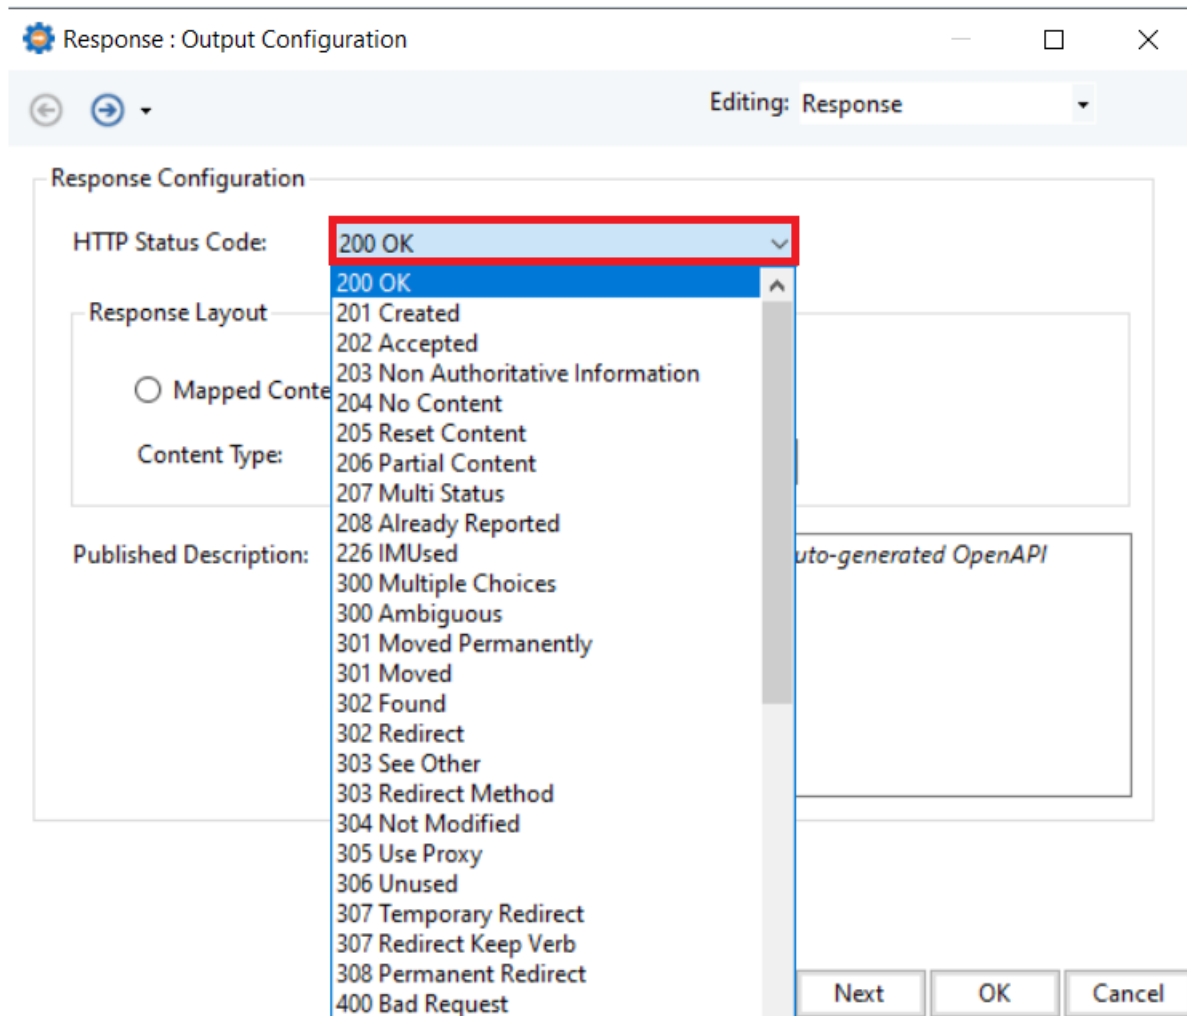 Response : Output Configuration
Editing: Response
Response Configuration
HTTP Status Code: 200 OK
200 OK
Response Layout
201 Created
202 Accepted
203 Non Authoritative Information
Mapped Conte
204 No Content
205 Reset Content
Content Type:
206 Partial Content
207 Multi Status
208 Already Reported
Published Description:
226 IMUsed
uto-generated OpenAPI
300 Multiple Choices
300 Ambiguous
301 Moved Permanently
301 Moved
302 Found
302 Redirect
303 See Other
303 Redirect Method
304 Not Modified
305 Use Proxy
306 Unused
307 Temporary Redirect
307 Redirect Keep Verb
308 Permanent Redirect
400 Bad Request
Next OK Cancel